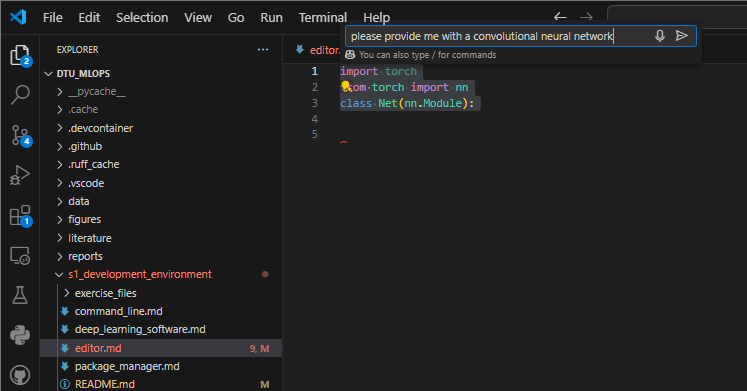 File Edit Selection View Go Run Terminal Help
please provide me with a convolutional neural network
You can also type / for commands
EXPLORER
editor.
DTU_MLOPS
__pycache__
.cache
.devcontainer
.github
.ruff_cache
.vscode
data
figures
literature
reports
s1_development_environment
exercise_files
command_line.md
deep_learning_software.md
editor.md 9, M
package_manager.md
README.md M
1 import torch
2 om torch import nn
3 class Net(nn.Module):
4
5
2
4
1